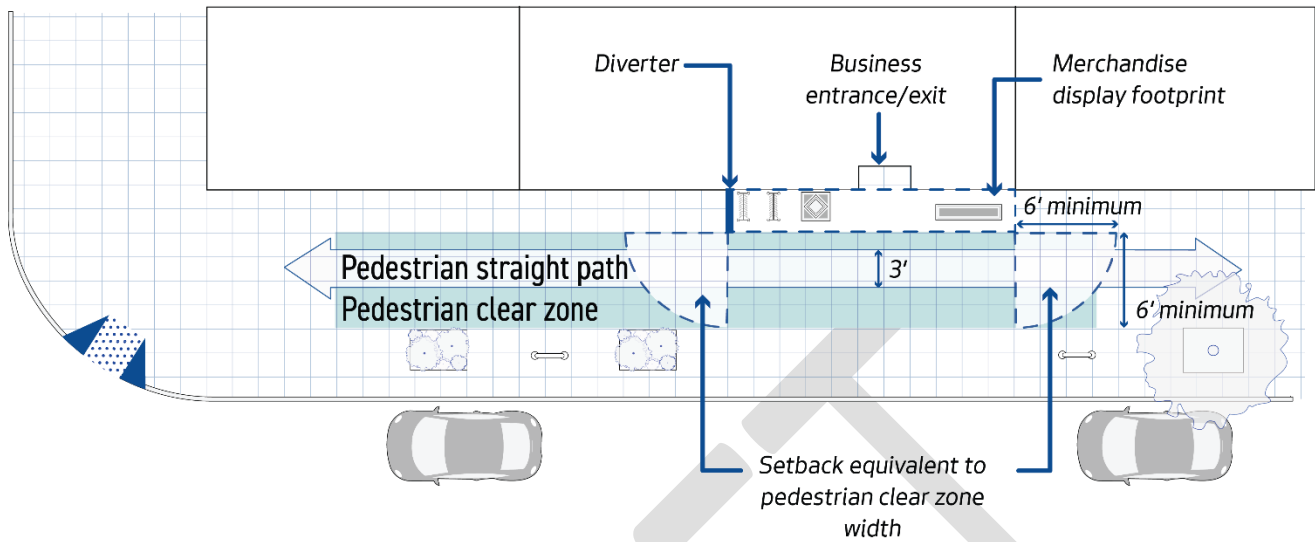 Diverter
Business
entrance/exit
Merchandise
display footprint
6' minimum
Pedestrian straight path
3'
Pedestrian clear zone
6' minimum
Setback equivalent to
pedestrian clear zone
width